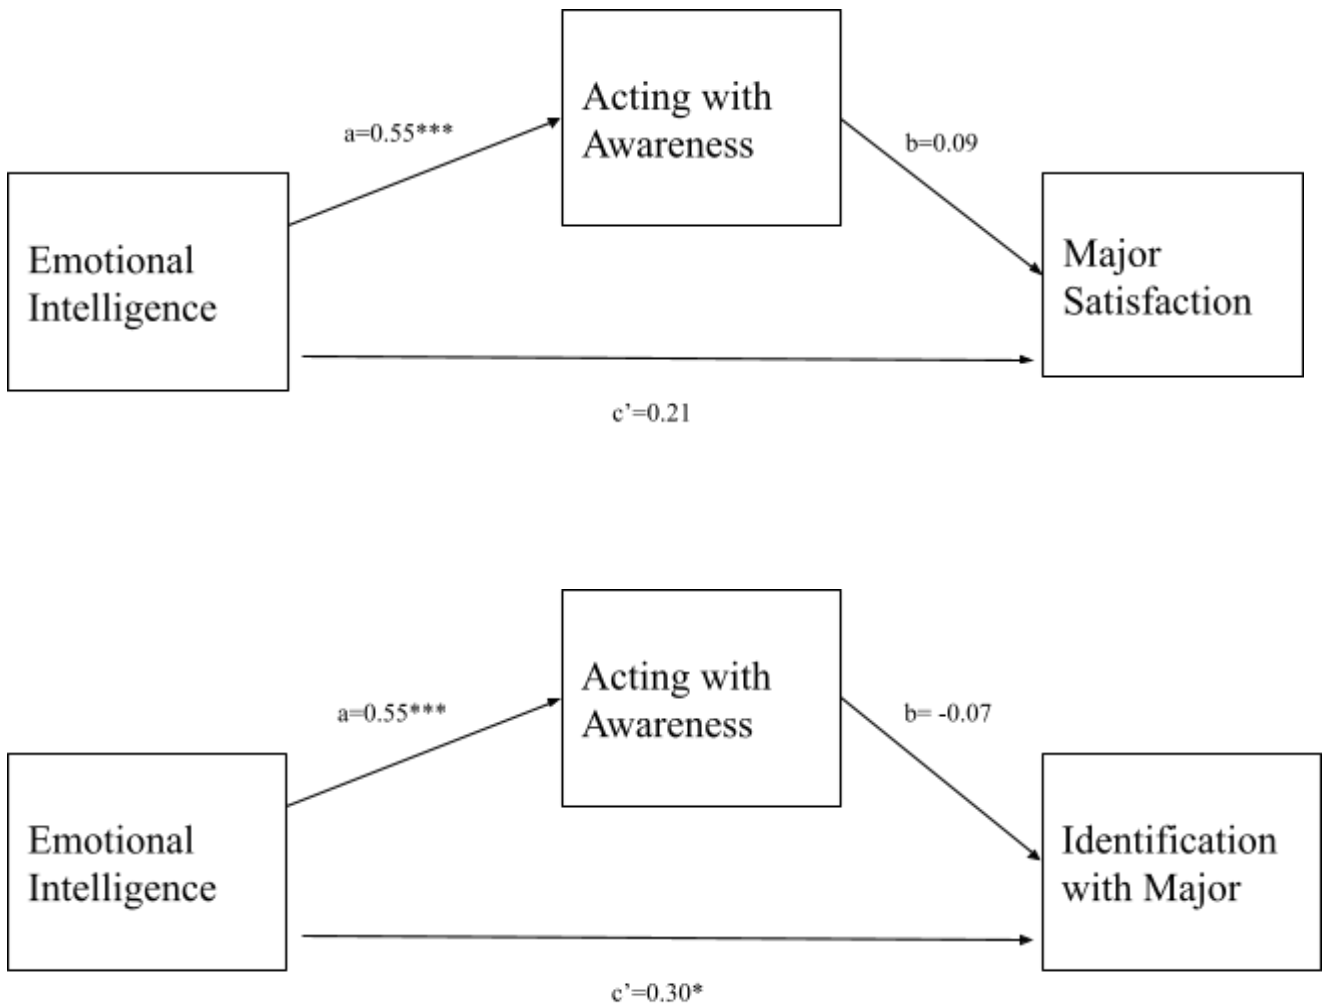 Acting with
Awareness
a=0.55***
b=0.09
Emotional
Intelligence
Major
Satisfaction
c’=0.21
Acting with
Awareness
a=0.55***
b= -0.07
Emotional
Intelligence
Identification
with Major
c’=0.30*